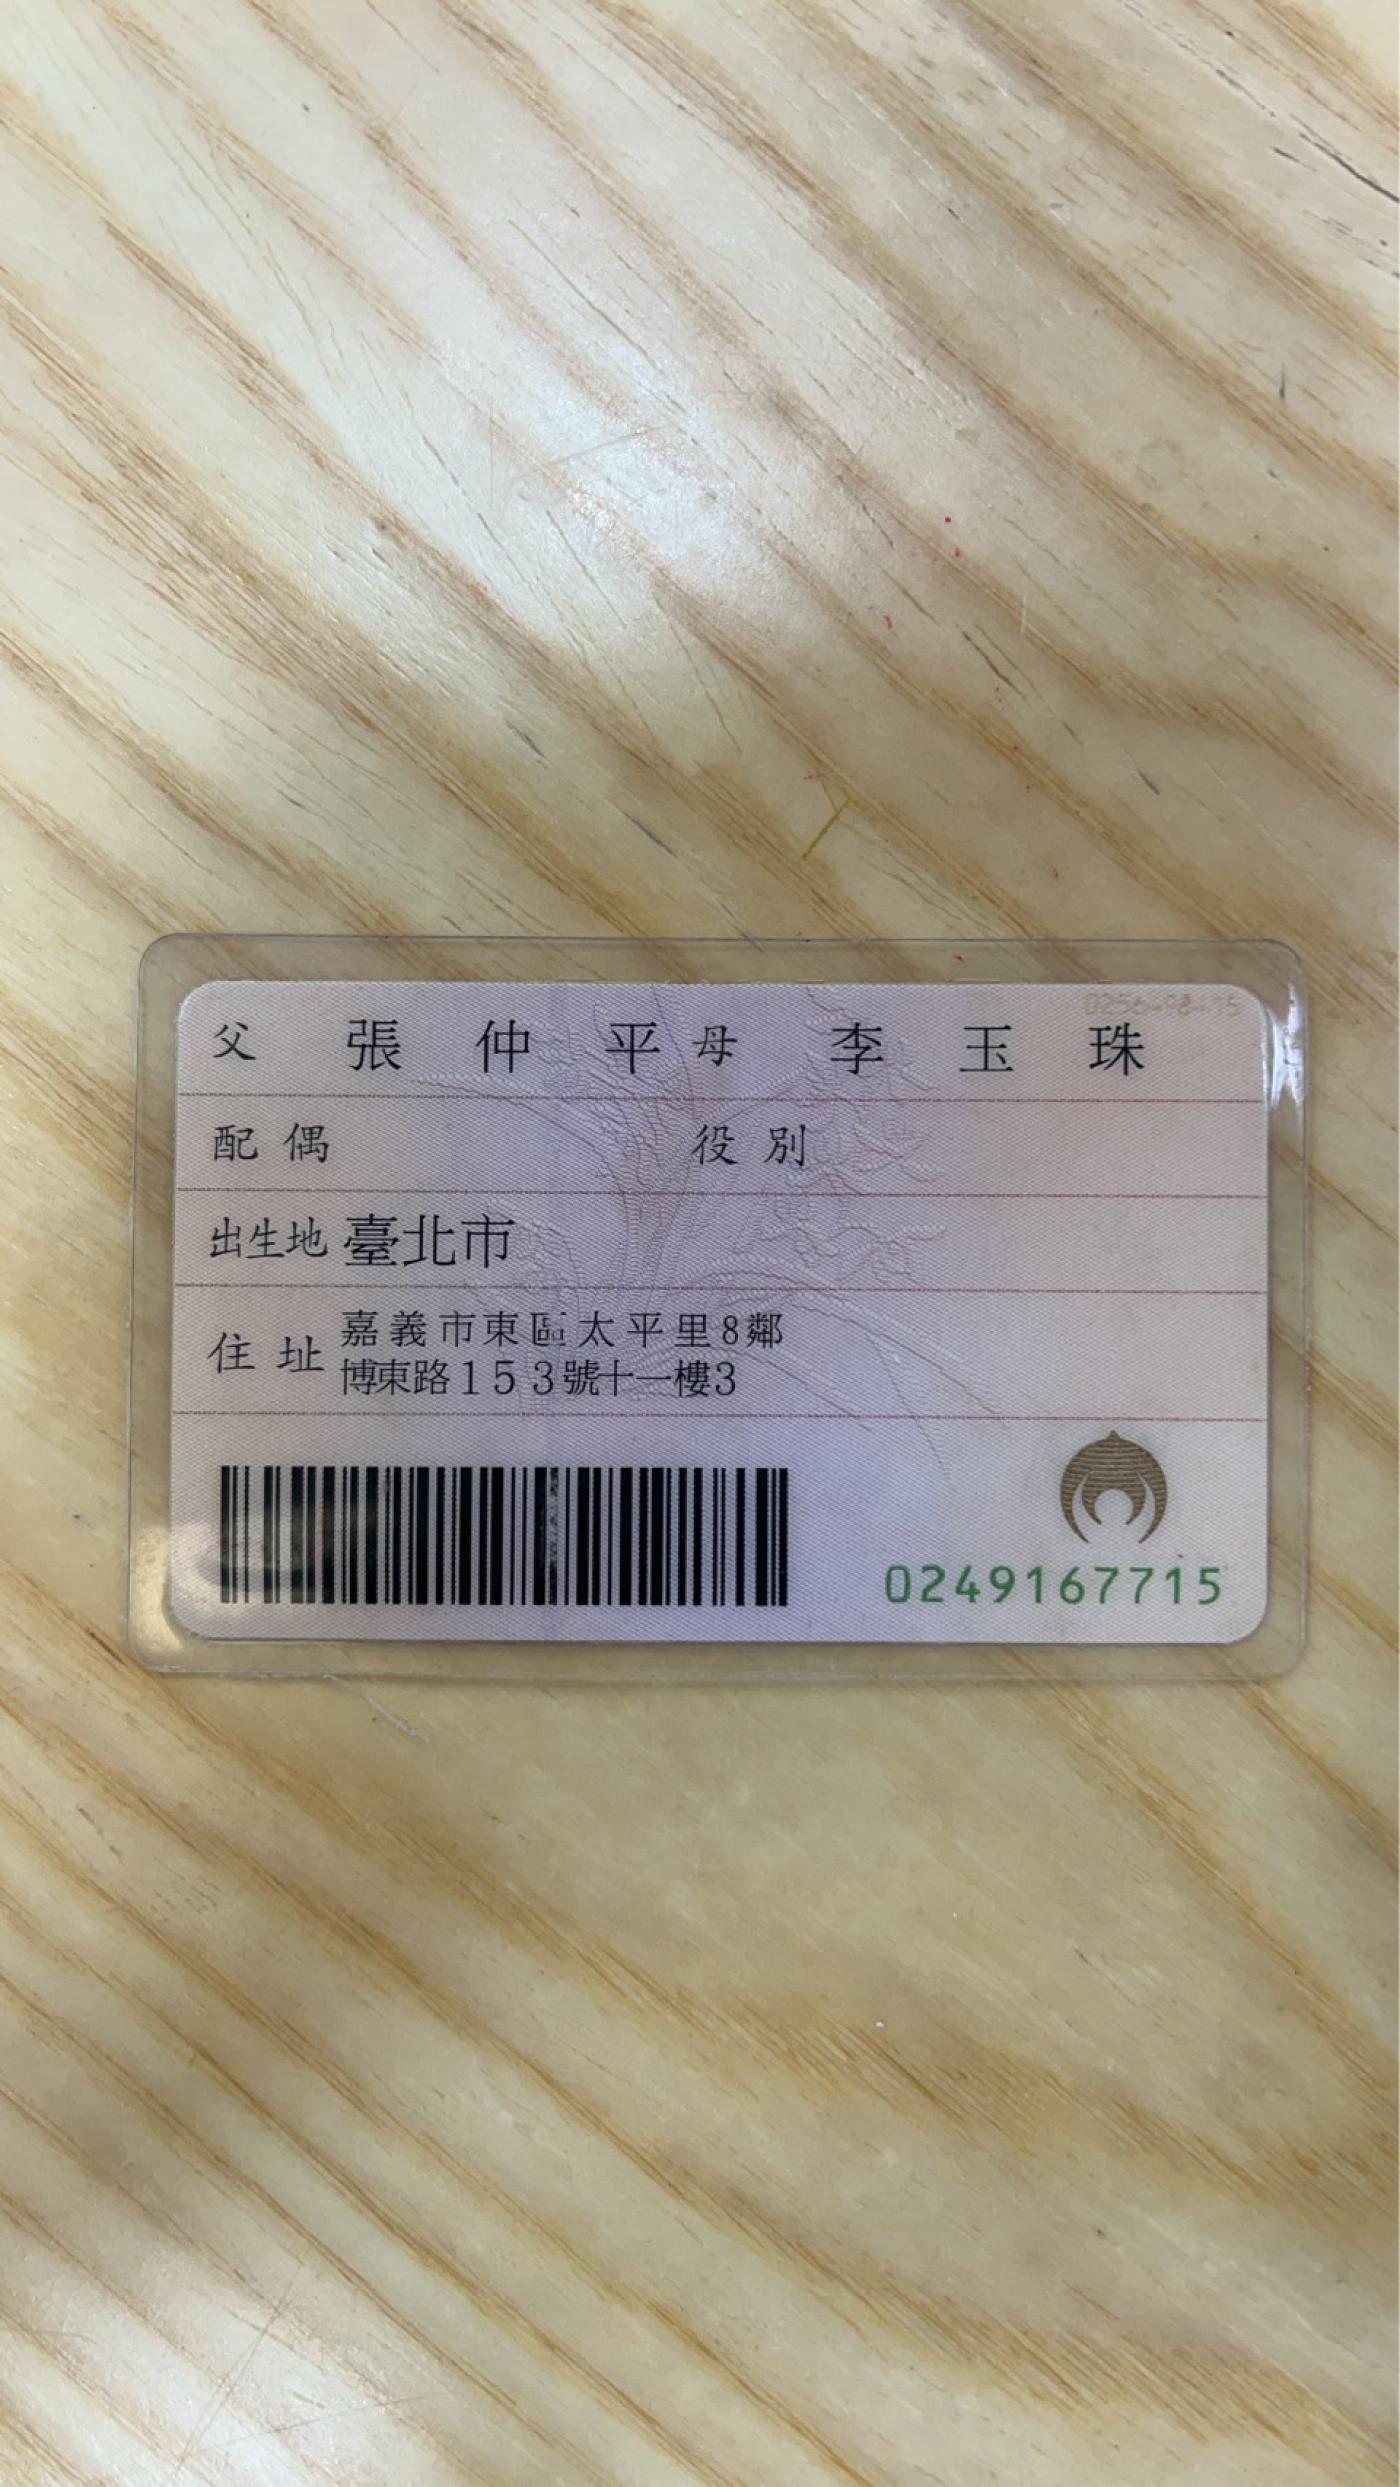 父 張仲平 母 李玉珠
配偶 役別
出生地 臺北市
住址 嘉義市東區太平里8鄰
博東路153號十一樓3
0249167715